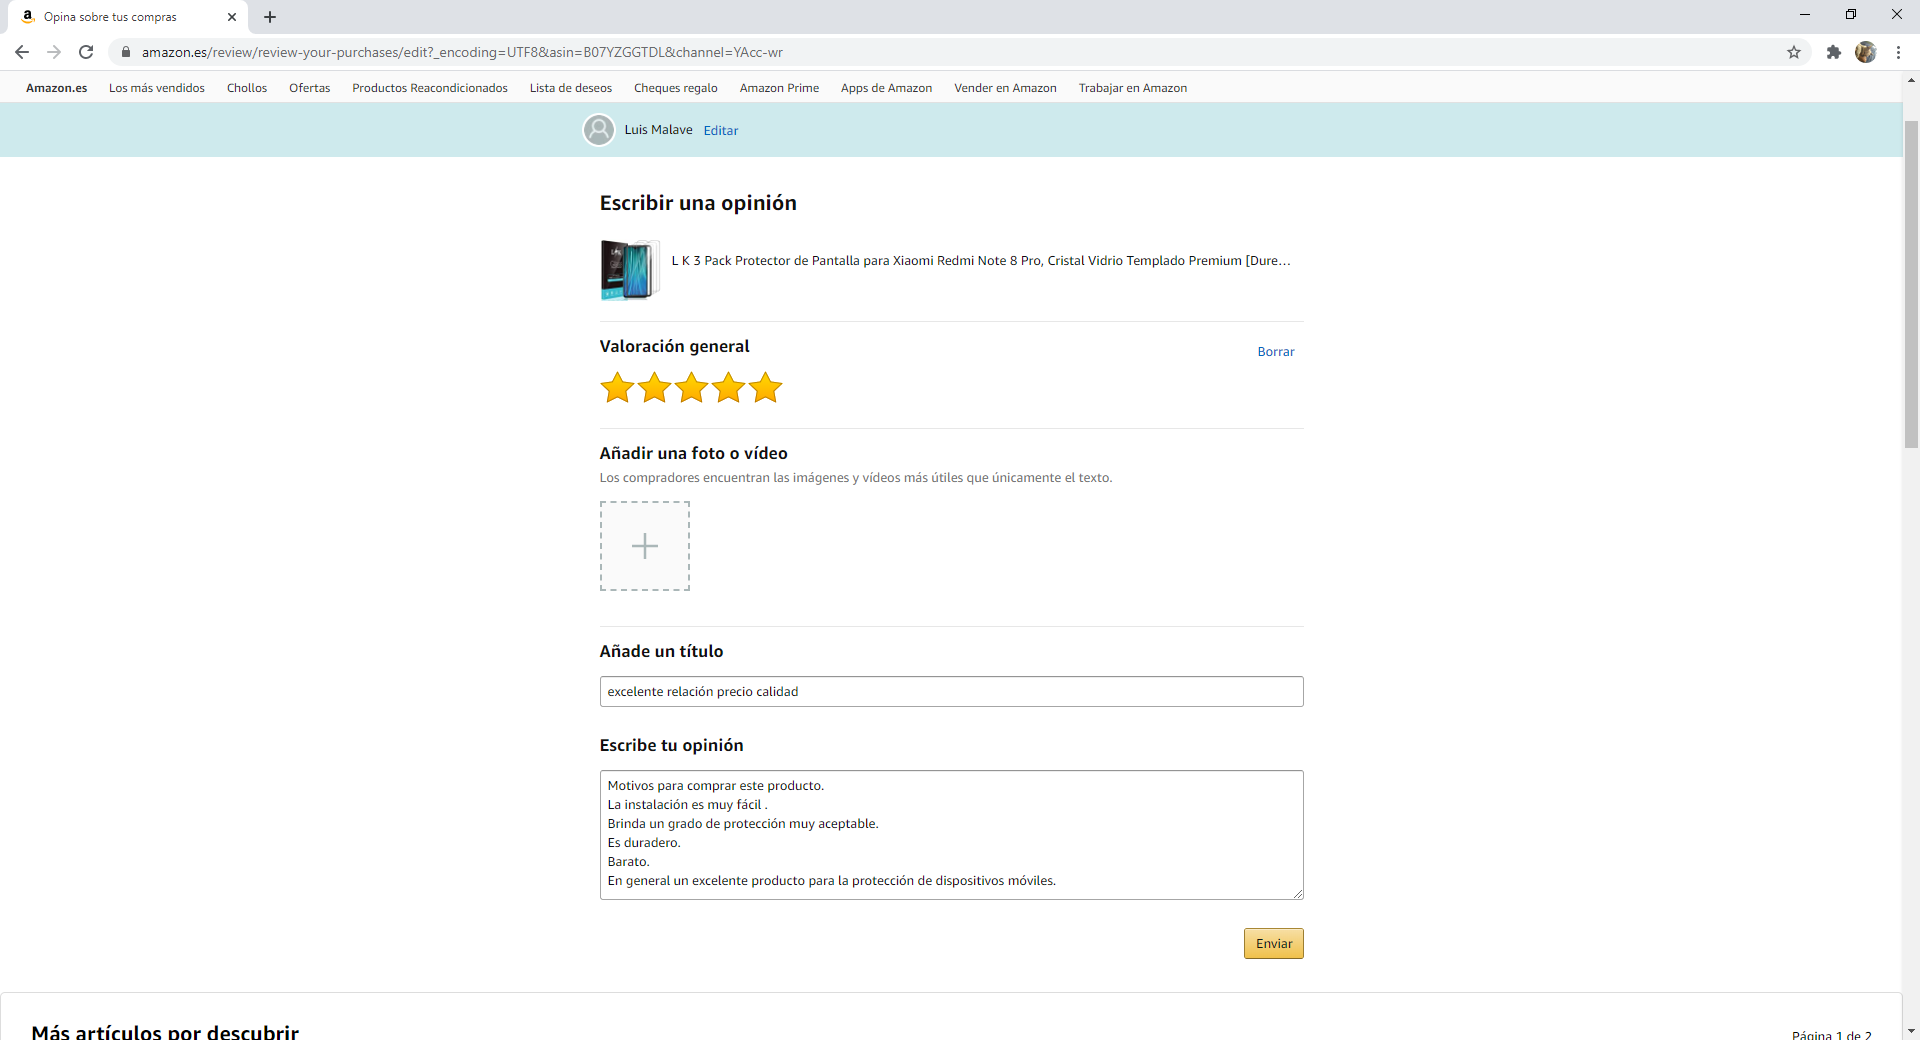 Opina sobre tus compras
amazon.es/review/review-your-purchases/edit?_encoding=UTF8&asin=B07YZGGTDL&channel=YAcc-wr
Amazon.es Los más vendidos Chollos Ofertas Productos Reacondicionados Lista de deseos Cheques regalo Amazon Prime Apps de Amazon Vender en Amazon Trabajar en Amazon
Luis Malave Editar
Escribir una opinión
L K 3 Pack Protector de Pantalla para Xiaomi Redmi Note 8 Pro, Cristal Vidrio Templado Premium [Dure...
Valoración general
Borrar
Añadir una foto o vídeo
Los compradores encuentran las imágenes y vídeos más útiles que únicamente el texto.
Añade un título
excelente relación precio calidad
Escribe tu opinión
Motivos para comprar este producto.
La instalación es muy fácil .
Brinda un grado de protección muy aceptable.
Es duradero.
Barato.
En general un excelente producto para la protección de dispositivos móviles.
Enviar
Más artículos por descubrir
Página 1 de 2